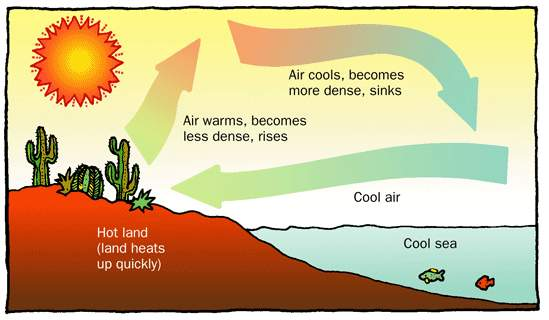 Air cools, becomes
more dense, sinks
Air warms, becomes
less dense, rises
Cool air
Hot land
(land heats
up quickly)
Cool sea